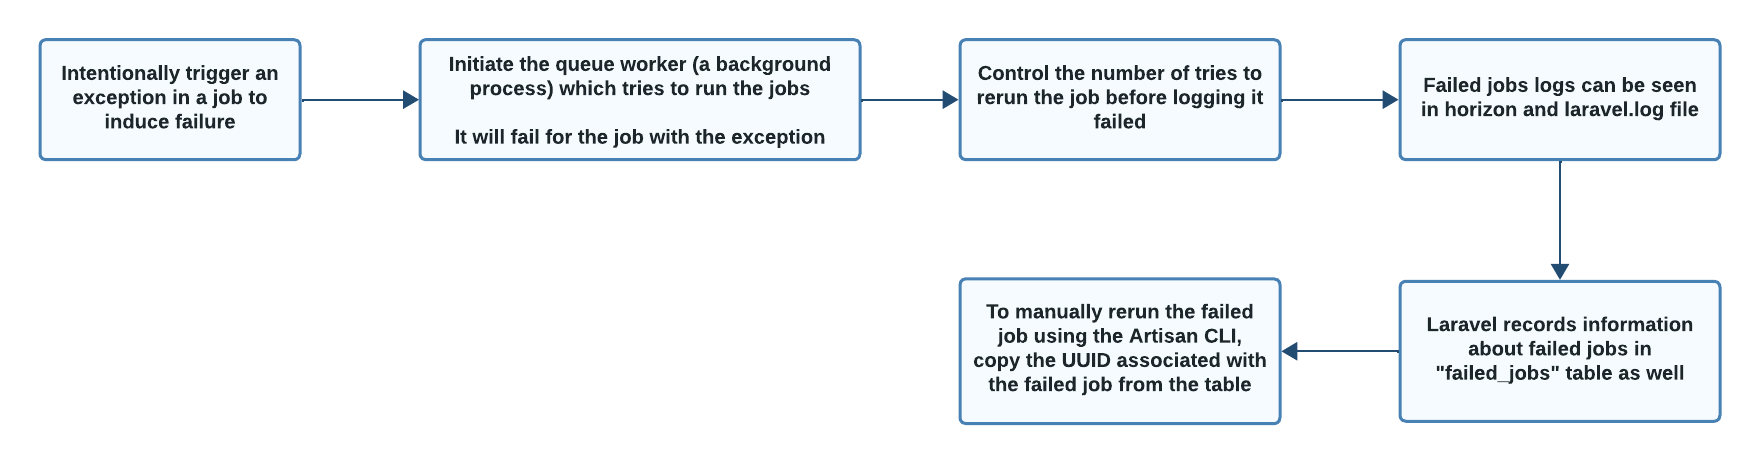 Intentionally trigger an
exception in a job to
induce failure
Initiate the queue worker (a background
process) which tries to run the jobs
It will fail for the job with the exception
Control the number of tries to
rerun the job before logging it
failed
Failed jobs logs can be seen
in horizon and laravel.log file
Laravel records information
about failed jobs in
"failed_jobs" table as well
To manually rerun the failed
job using the Artisan CLI,
copy the UUID associated with
the failed job from the table